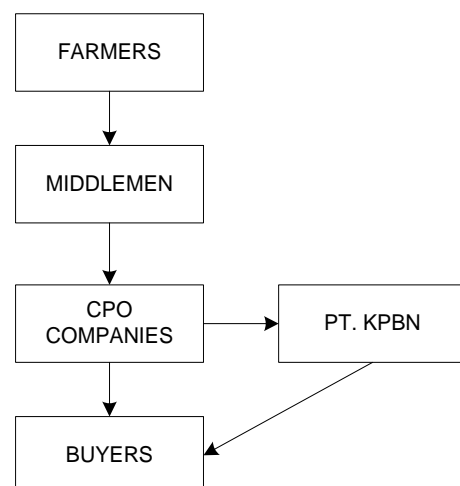 FARMERS
MIDDLEMEN
CPO
COMPANIES
PT. KPBN
BUYERS